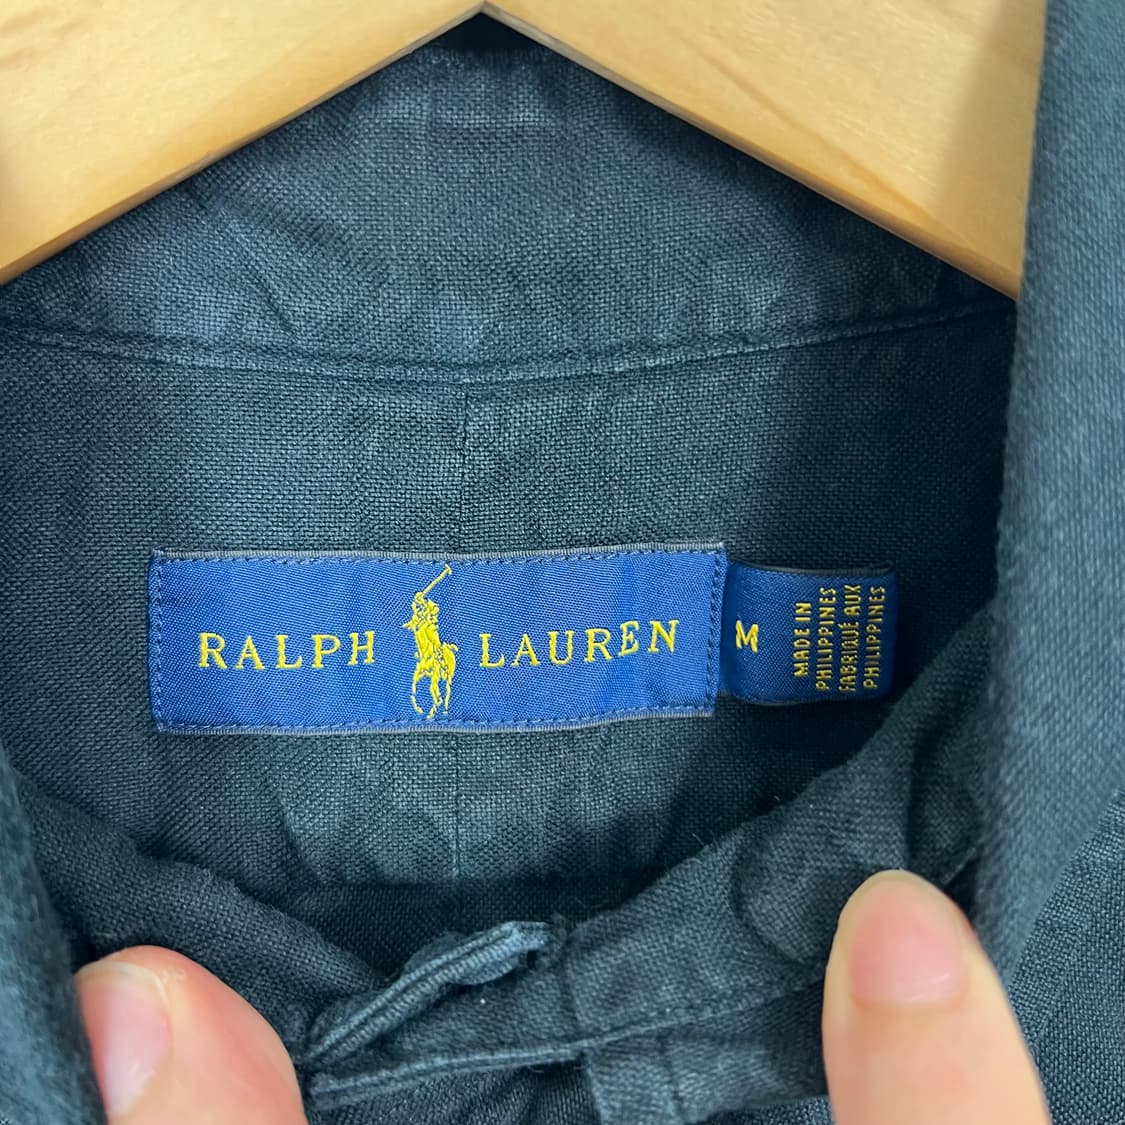 RALPH LAUREN
M
MADE IN
PHILIPPINES
FABRIQUÉ AUX
PHILIPPINES